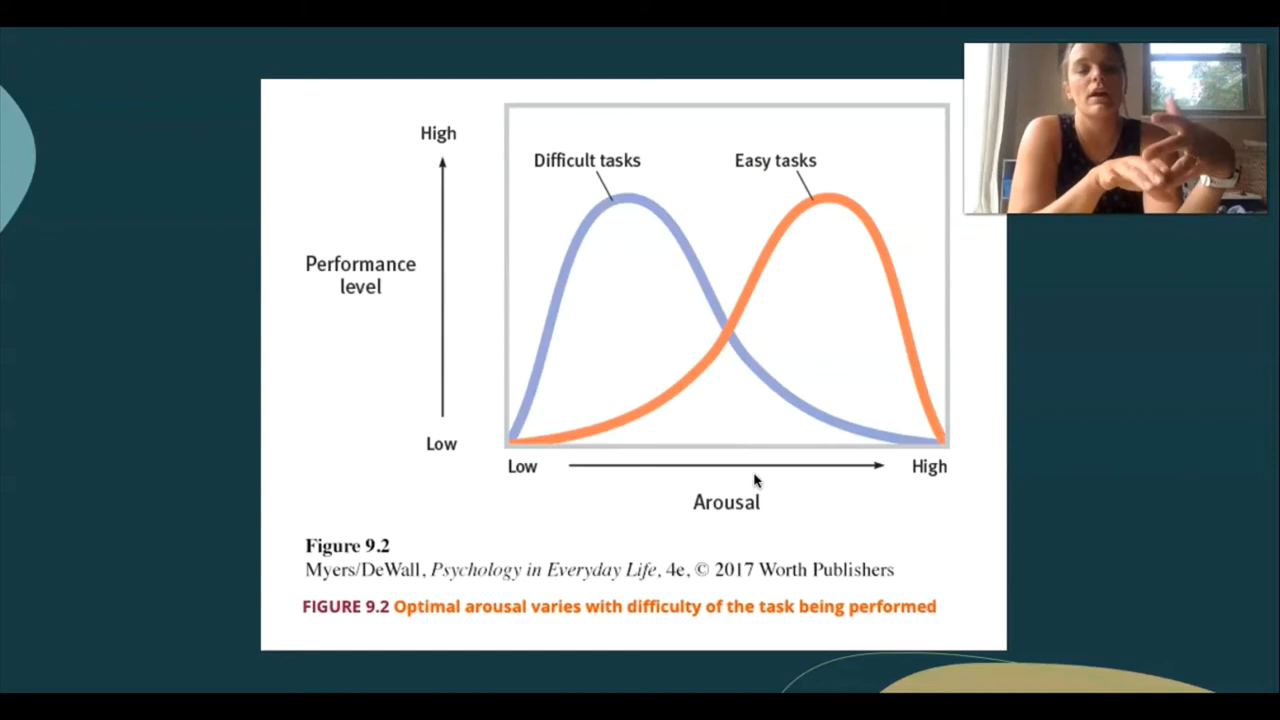 High
Difficult tasks
Easy tasks
Performance
level
Low
Low
High
Arousal
Figure 9.2
Myers/DeWall, Psychology in Everyday Life, 4e, © 2017 Worth Publishers
FIGURE 9.2 Optimal arousal varies with difficulty of the task being performed